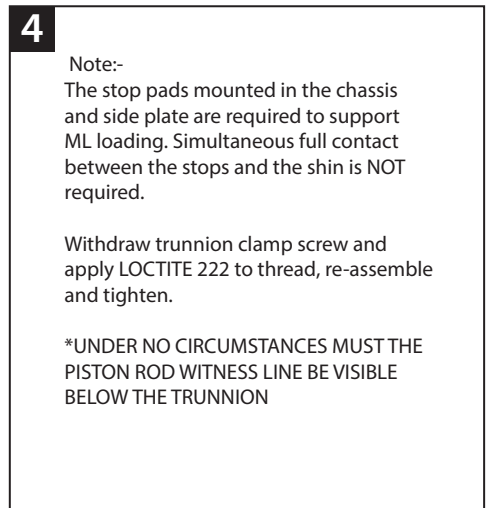 4
Note:-
The stop pads mounted in the chassis
and side plate are required to support
ML loading. Simultaneous full contact
between the stops and the shin is NOT
required.
Withdraw trunnion clamp screw and
apply LOCTITE 222 to thread, re-assemble
and tighten.
*UNDER NO CIRCUMSTANCES MUST THE
PISTON ROD WITNESS LINE BE VISIBLE
BELOW THE TRUNNION